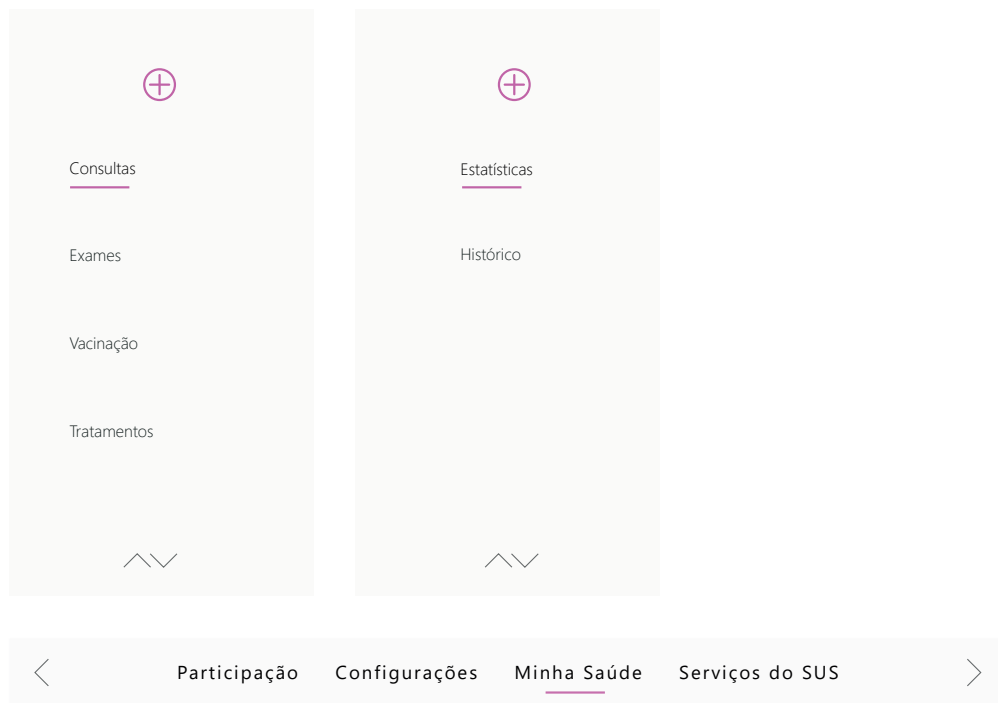 Consultas
Exames
Vacinação
Tratamentos
Estatísticas
Histórico
Participação Configurações Minha Saúde Serviços do SUS